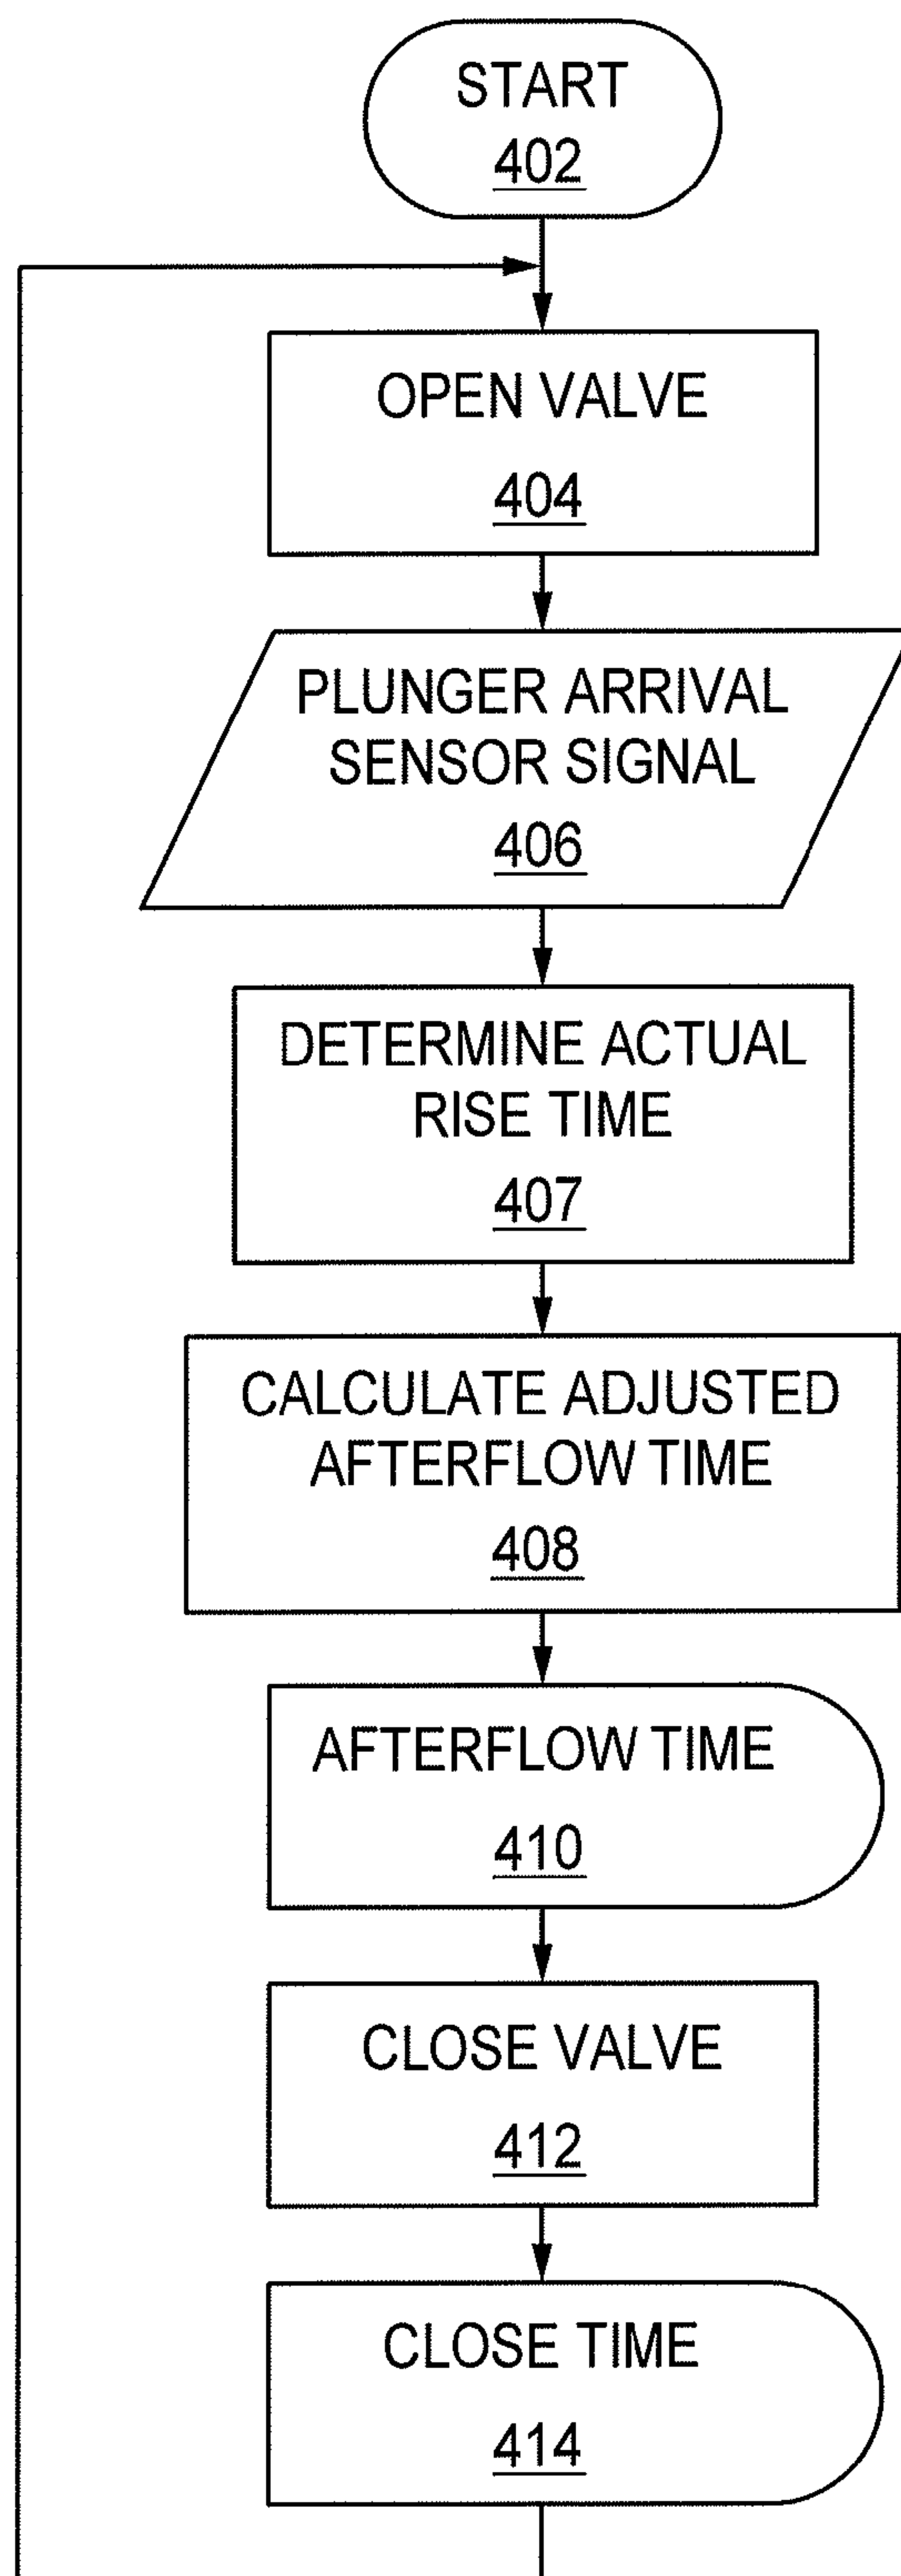 START
402
OPEN VALVE
404
PLUNGER ARRIVAL
SENSOR SIGNAL
406
DETERMINE ACTUAL
RISE TIME
407
CALCULATE ADJUSTED
AFTERFLOW TIME
408
AFTERFLOW TIME
410
CLOSE VALVE
412
CLOSE TIME
414